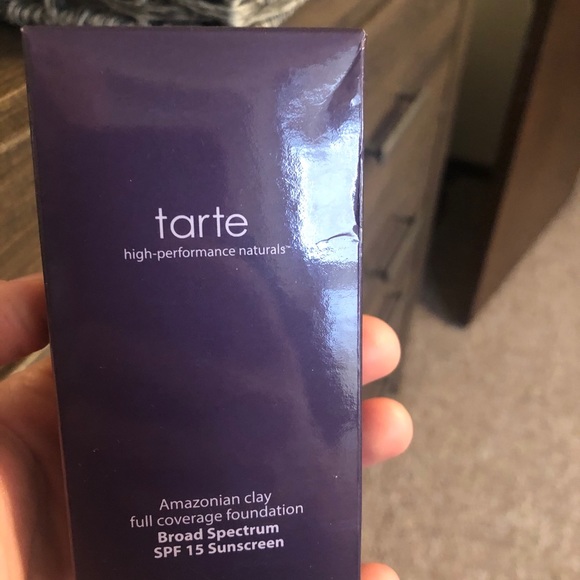 tarte
high-performance naturals™
Amazonian clay
full coverage foundation
Broad Spectrum
SPF 15 Sunscreen